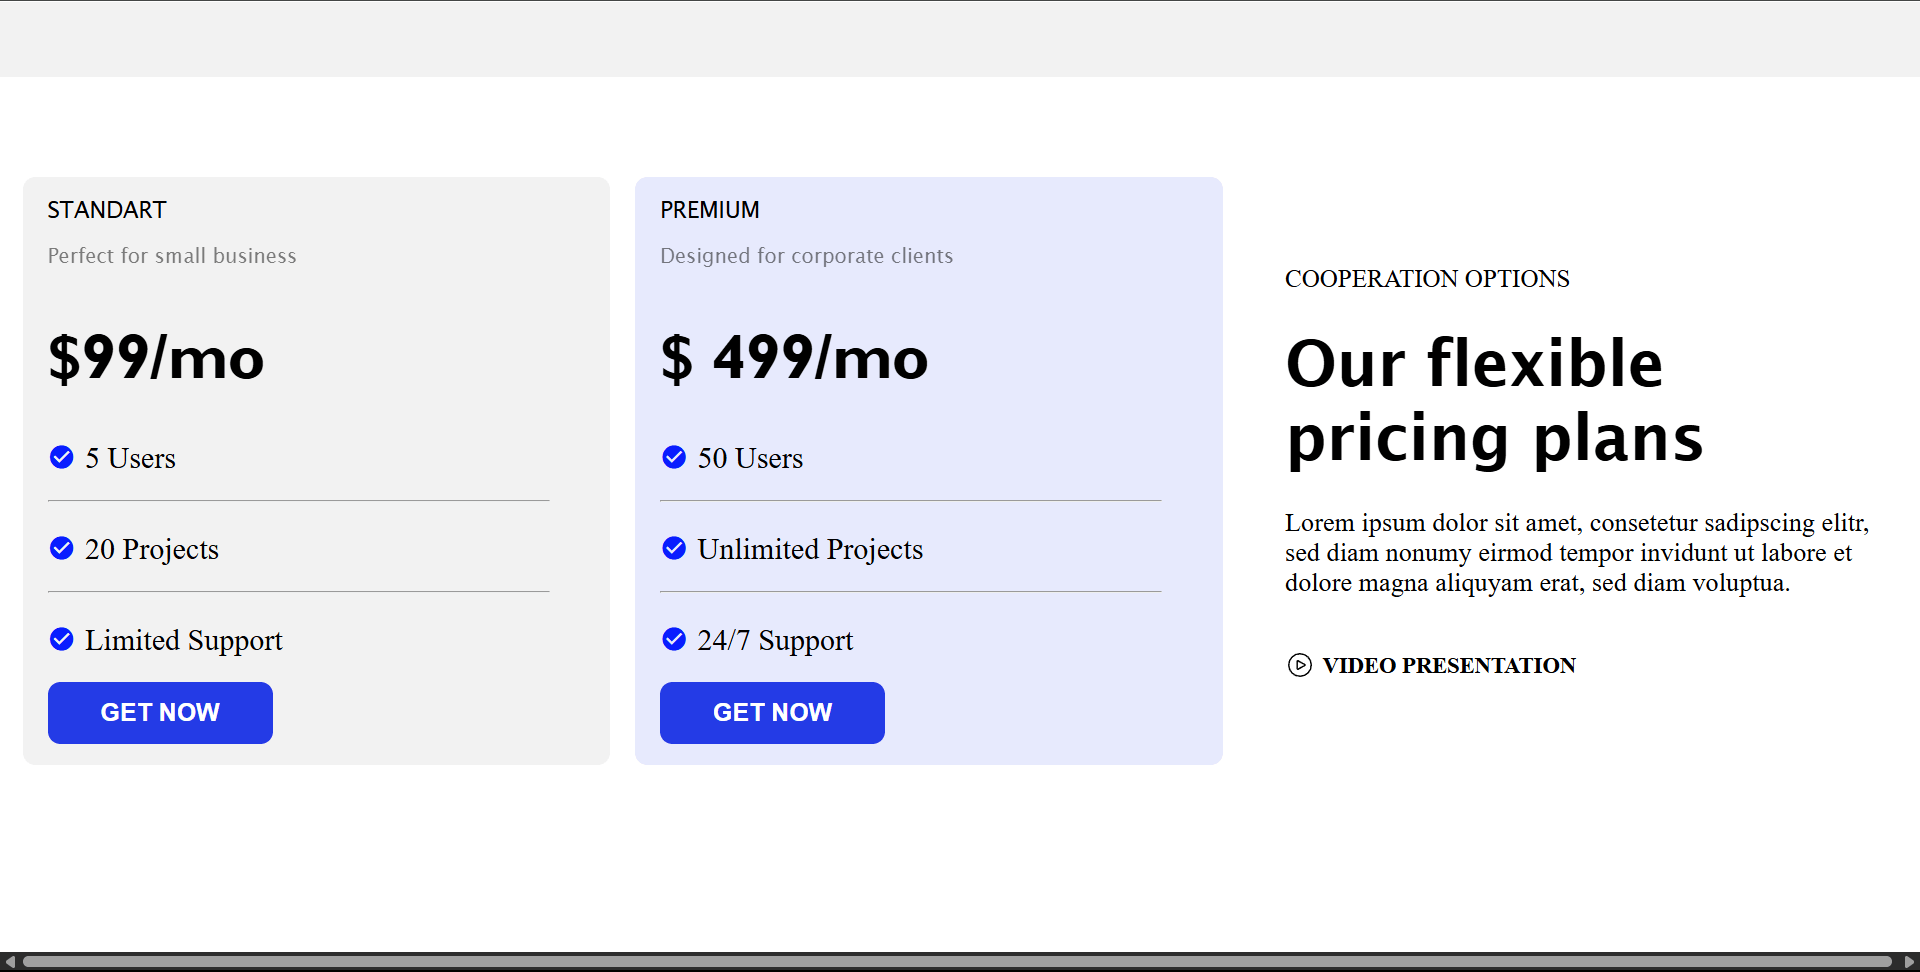 STANDART
Perfect for small business
$99/mo
5 Users
20 Projects
Limited Support
GET NOW
PREMIUM
Designed for corporate clients
$ 499/mo
50 Users
Unlimited Projects
24/7 Support
GET NOW
COOPERATION OPTIONS
Our flexible
pricing plans
Lorem ipsum dolor sit amet, consetetur sadipscing elitr,
sed diam nonumy eirmod tempor invidunt ut labore et
dolore magna aliquyam erat, sed diam voluptua.
VIDEO PRESENTATION